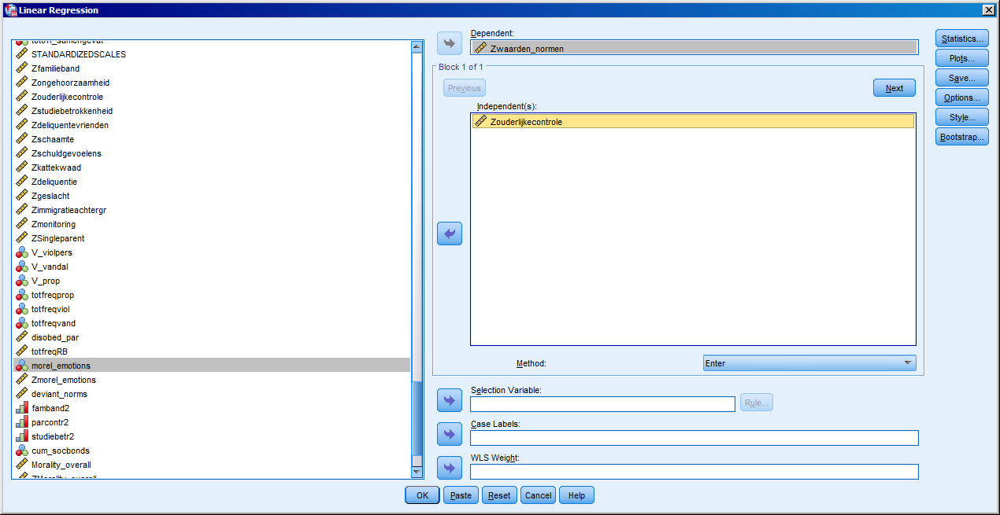 Linear Regression
STANDARDIZEDSCALES
Zfamilieband
Zongehoorzaamheid
Zouderlijkecontrole
Zstudiebetrokkenheid
Zdeliquentevrienden
Zschaamte
Zschuldgevoelens
Zkattekwaad
Zdeliquentie
Zgeslacht
Zimmigratieachtergr
Zmonitoring
ZSingleparent
V_violpers
V_vandal
V_prop
totfreqprop
totfreqviol
totfreqvand
disobed_par
totfreqRB
morel_emotions
Zmorel_emotions
deviant_norms
famband2
parcontr2
studiebetr2
cum_socbonds
Morality_overall
ZMorality_overall
Dependent:
Zwaarden_normen
Block 1 of 1
Previous
Next
Independent(s):
Zouderlijkecontrole
Method:
Enter
Selection Variable:
Rule...
Case Labels:
WLS Weight:
Statistics...
Plots...
Save...
Options...
Style...
Bootstrap...
OK
Paste
Reset
Cancel
Help